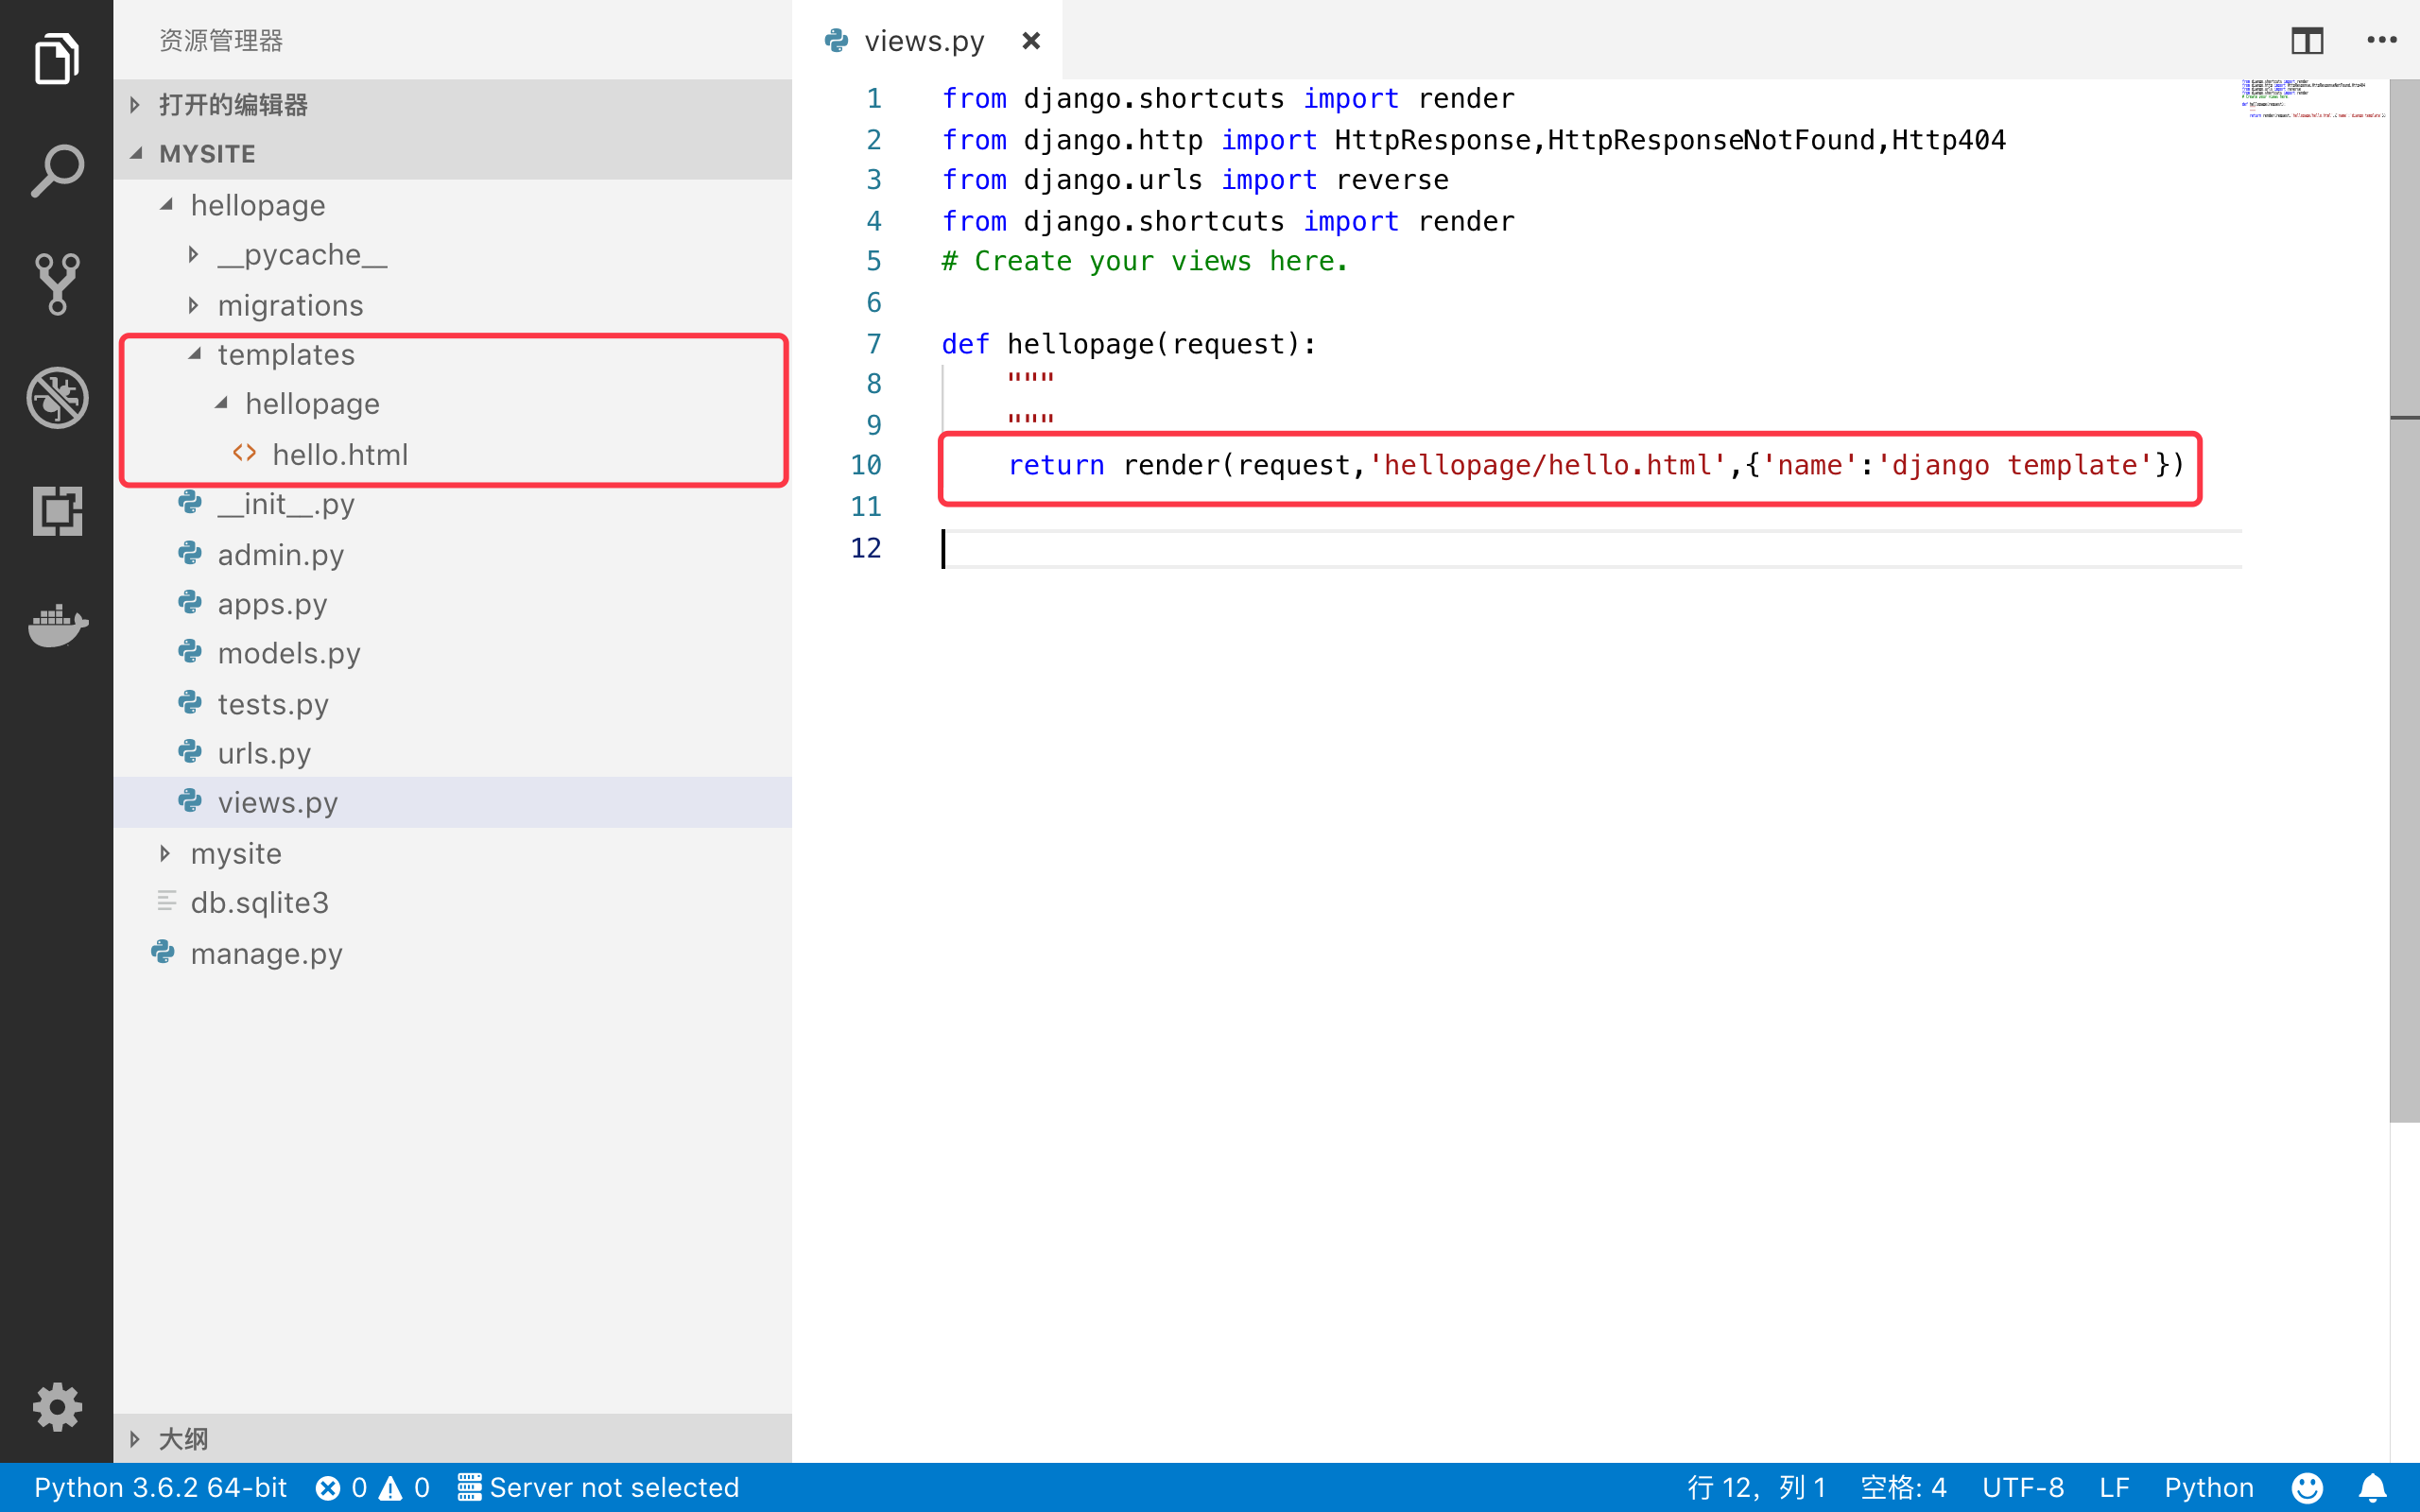 资源管理器
打开的编辑器
MYSITE
hellopage
__pycache__
migrations
templates
hellopage
<> hello.html
__init__.py
admin.py
apps.py
models.py
tests.py
urls.py
views.py
mysite
db.sqlite3
manage.py
大纲
views.py
1 from django.shortcuts import render
2 from django.http import HttpResponse,HttpResponseNotFound,Http404
3 from django.urls import reverse
4 from django.shortcuts import render
5 # Create your views here.
6
7 def hellopage(request):
8 """
9 """
10 return render(request,'hellopage/hello.html',{'name':'django template'})
11
12
Python 3.6.2 64-bit 0 0 Server not selected 行 12，列 1 空格: 4 UTF-8 LF Python